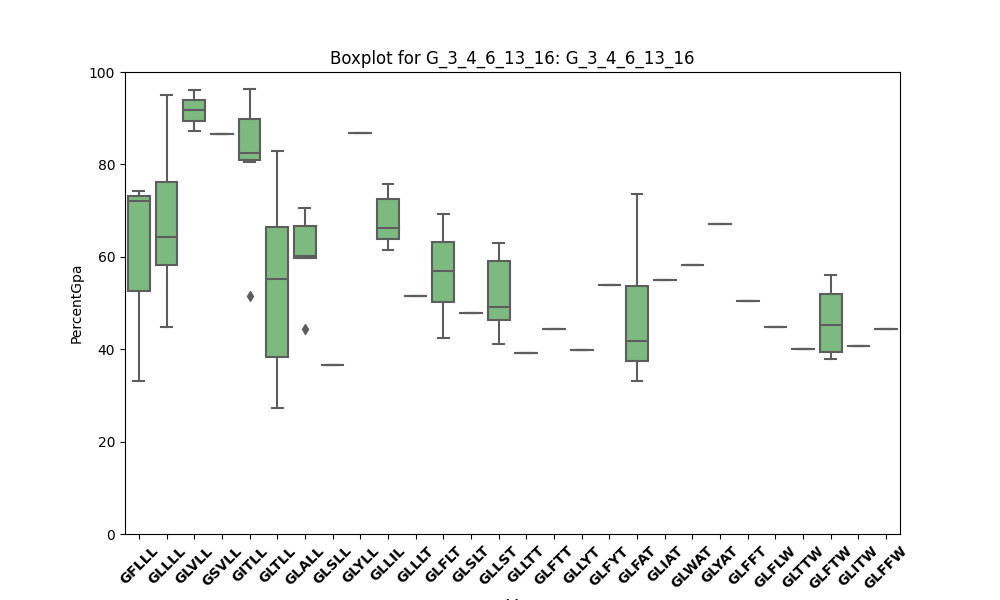 Boxplot for G_3_4_6_13_16: G_3_4_6_13_16
PercentGpa
100
80
60
40
20
0
GFLLL
GLLLL
GLVLL
GSVLL
GITLL
GLTLL
GLALL
GLSLL
GLYLL
GLLIL
GLLLT
GLFLT
GLSLT
GLLST
GLLTT
GLFTT
GLLYT
GLFYT
GLFAT
GLIAT
GLWAT
GLYAT
GLFFT
GLFLW
GLTTW
GLFTW
GLITW
GLFFW